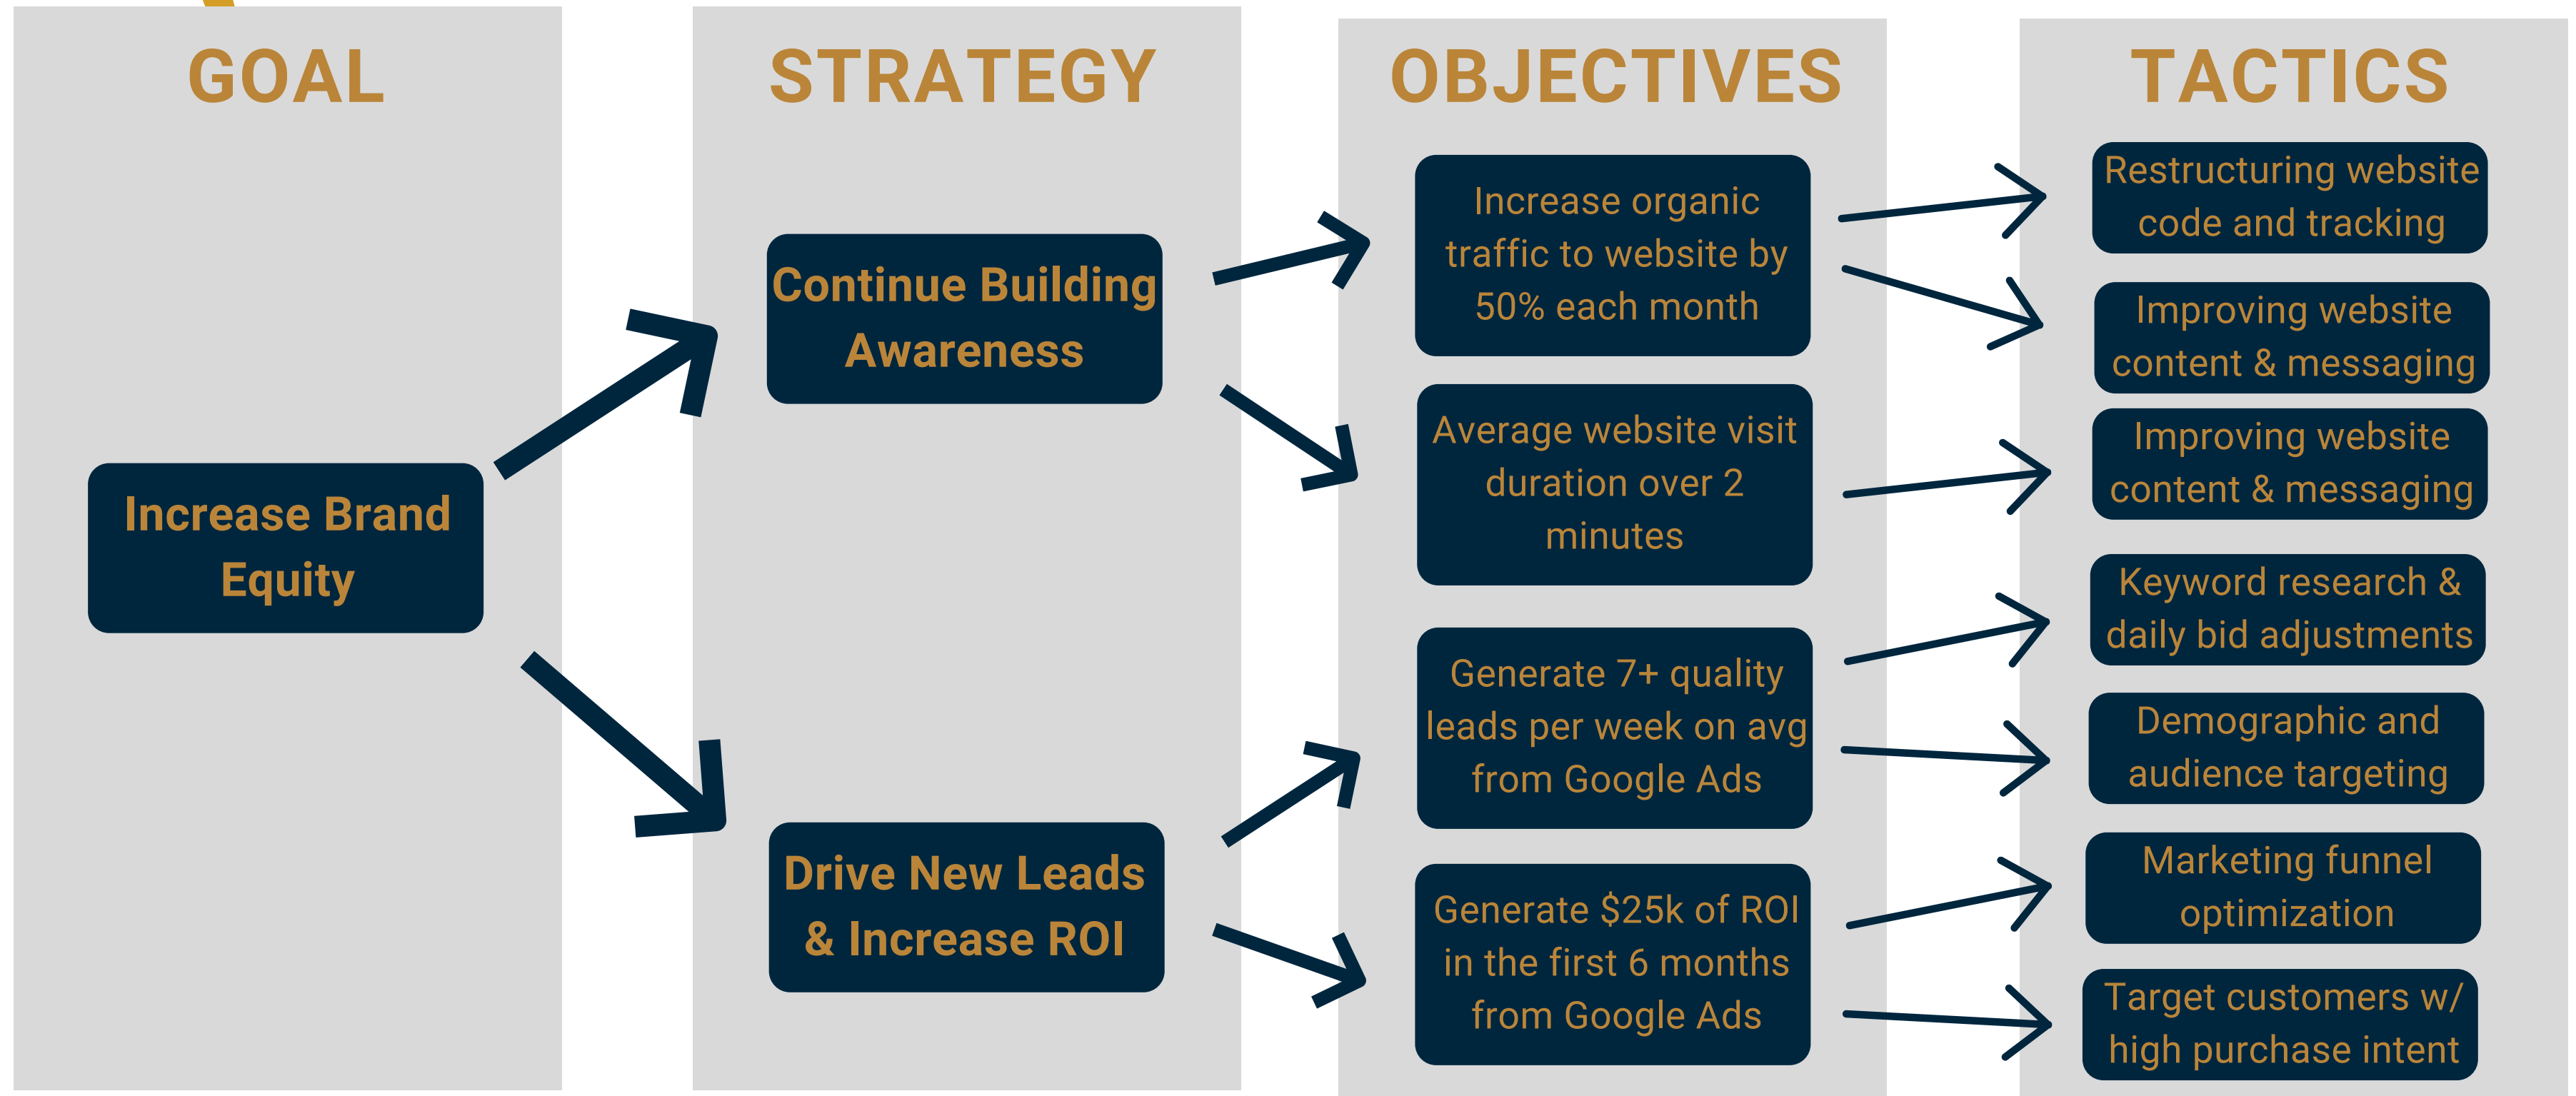 GOAL
STRATEGY
OBJECTIVES
TACTICS
Increase Brand
Equity
Continue Building
Awareness
Drive New Leads
& Increase ROI
Increase organic
traffic to website by
50% each month
Average website visit
duration over 2
minutes
Generate 7+ quality
leads per week on avg
from Google Ads
Generate $25k of ROI
in the first 6 months
from Google Ads
Restructuring website
code and tracking
Improving website
content & messaging
Improving website
content & messaging
Keyword research &
daily bid adjustments
Demographic and
audience targeting
Marketing funnel
optimization
Target customers w/
high purchase intent